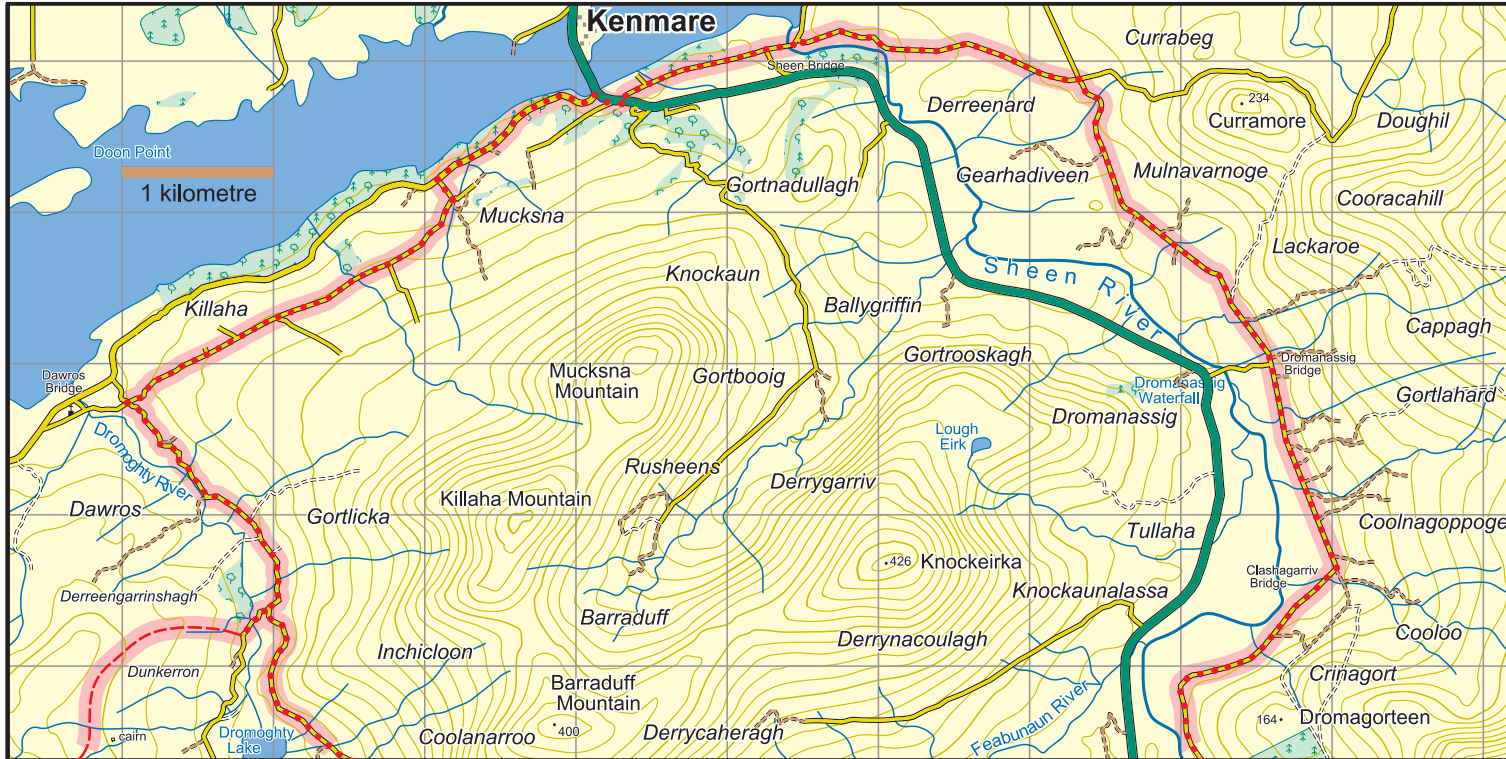 Kenmare
Currabeg
Sheen Bridge
Derreenard
234
Curramore
Doughil
Doon Point
1 kilometre
Gortnadullagh
Gearhadiveen
Mulnavarnoge
Cooracahill
Mucksna
Lackaroe
Knockaun
Sheen River
Killaha
Ballygriffin
Cappagh
Gortrooskagh
Dromanassig
Bridge
Mucksna
Mountain
Gortbooig
Dawros
Bridge
Dromanassig
Waterfall
Gortlahard
Dromanassig
Lough
Eirk
Dromoghty River
Rusheens
Derrygarriv
Killaha Mountain
Dawros
Gortlicka
Tullaha
Coolnagoppoge
426
Knockeirka
Clashagarriv
Bridge
Knockaunalassa
Derreengarrinshagh
Barraduff
Derrynacoulagh
Cooloo
Inchicloon
Dunkerron
Crinagort
Barraduff
Mountain
Feabunaun River
164
Dromagorteen
cairn
Dromoghty
Lake
Coolanarroo
400
Derrycaheragh